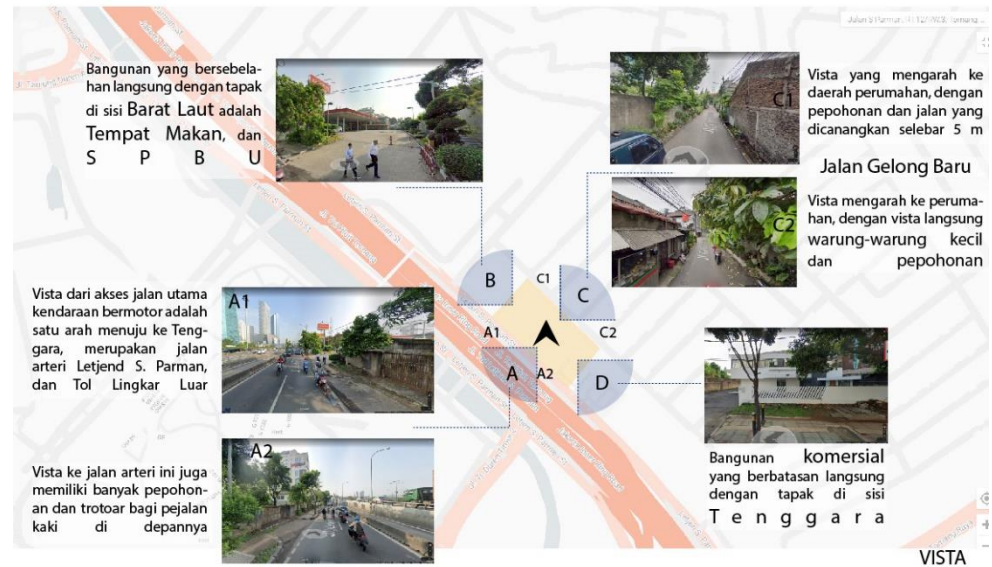 Bangunan yang bersebela-
han langsung dengan tapak
di sisi Barat Laut adalah
Tempat Makan, dan
S P B U
Vista yang mengarah ke
daerah perumahan, dengan
pepohonan dan jalan yang
dicanangkan selebar 5 m
Jalan Gelong Baru
Vista mengarah ke peruma-
han, dengan vista langsung
warung-warung kecil
dan pepohonan
C1
C2
B
C1
C
A1
C2
A
A2
D
Vista dari akses jalan utama
kendaraan bermotor adalah
satu arah menuju ke Teng-
gara, merupakan jalan
arteri Letjend S. Parman,
dan Tol Lingkar Luar
A1
Vista ke jalan arteri ini juga
memiliki banyak pepohon-
an dan trotoar bagi pejalan
kaki di depannya
A2
Bangunan komersial
yang berbatasan langsung
dengan tapak di sisi
T e n g g a r a
VISTA